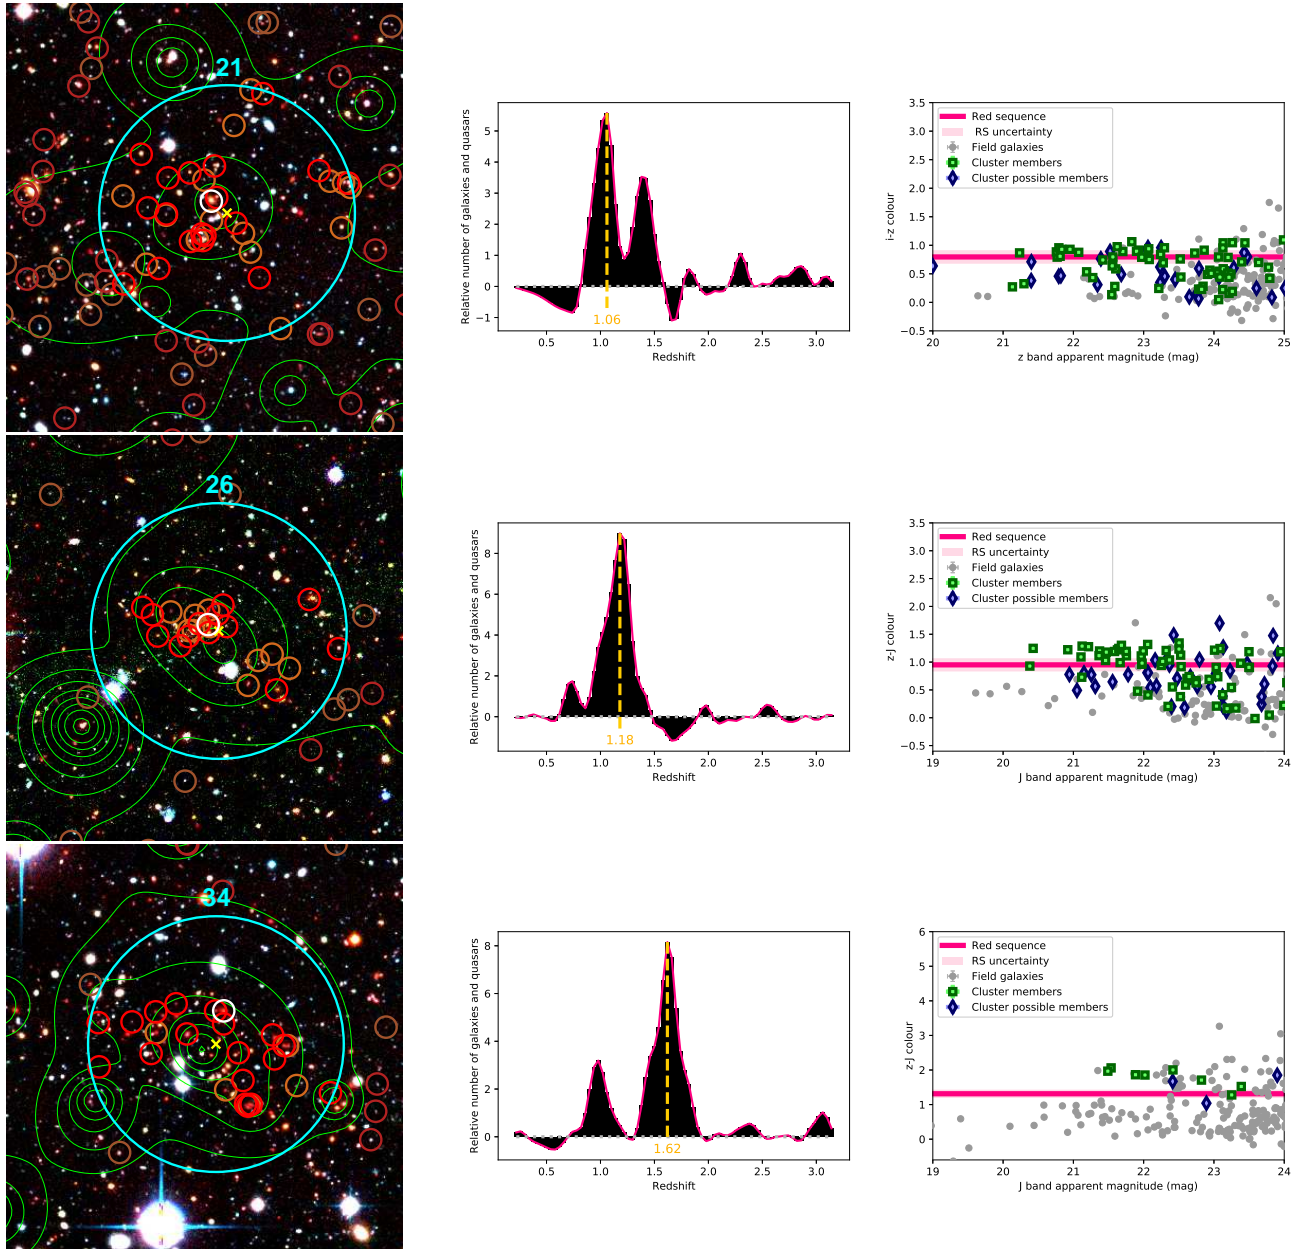 21
Relative number of galaxies and quasars
5
4
3
2
1
0
−1
1.06
0.5 1.0 1.5 2.0 2.5 3.0
Redshift
i-z colour
3.5
3.0
2.5
2.0
1.5
1.0
0.5
0.0
−0.5
Red sequence
RS uncertainty
Field galaxies
Cluster members
Cluster possible members
20 21 22 23 24 25
z band apparent magnitude (mag)
26
Relative number of galaxies and quasars
8
6
4
2
0
1.18
0.5 1.0 1.5 2.0 2.5 3.0
Redshift
z-J colour
3.5
3.0
2.5
2.0
1.5
1.0
0.5
0.0
−0.5
Red sequence
RS uncertainty
Field galaxies
Cluster members
Cluster possible members
19 20 21 22 23 24
J band apparent magnitude (mag)
34
Relative number of galaxies and quasars
8
6
4
2
0
1.62
0.5 1.0 1.5 2.0 2.5 3.0
Redshift
z-J colour
6
5
4
3
2
1
0
Red sequence
RS uncertainty
Field galaxies
Cluster members
Cluster possible members
19 20 21 22 23 24
J band apparent magnitude (mag)